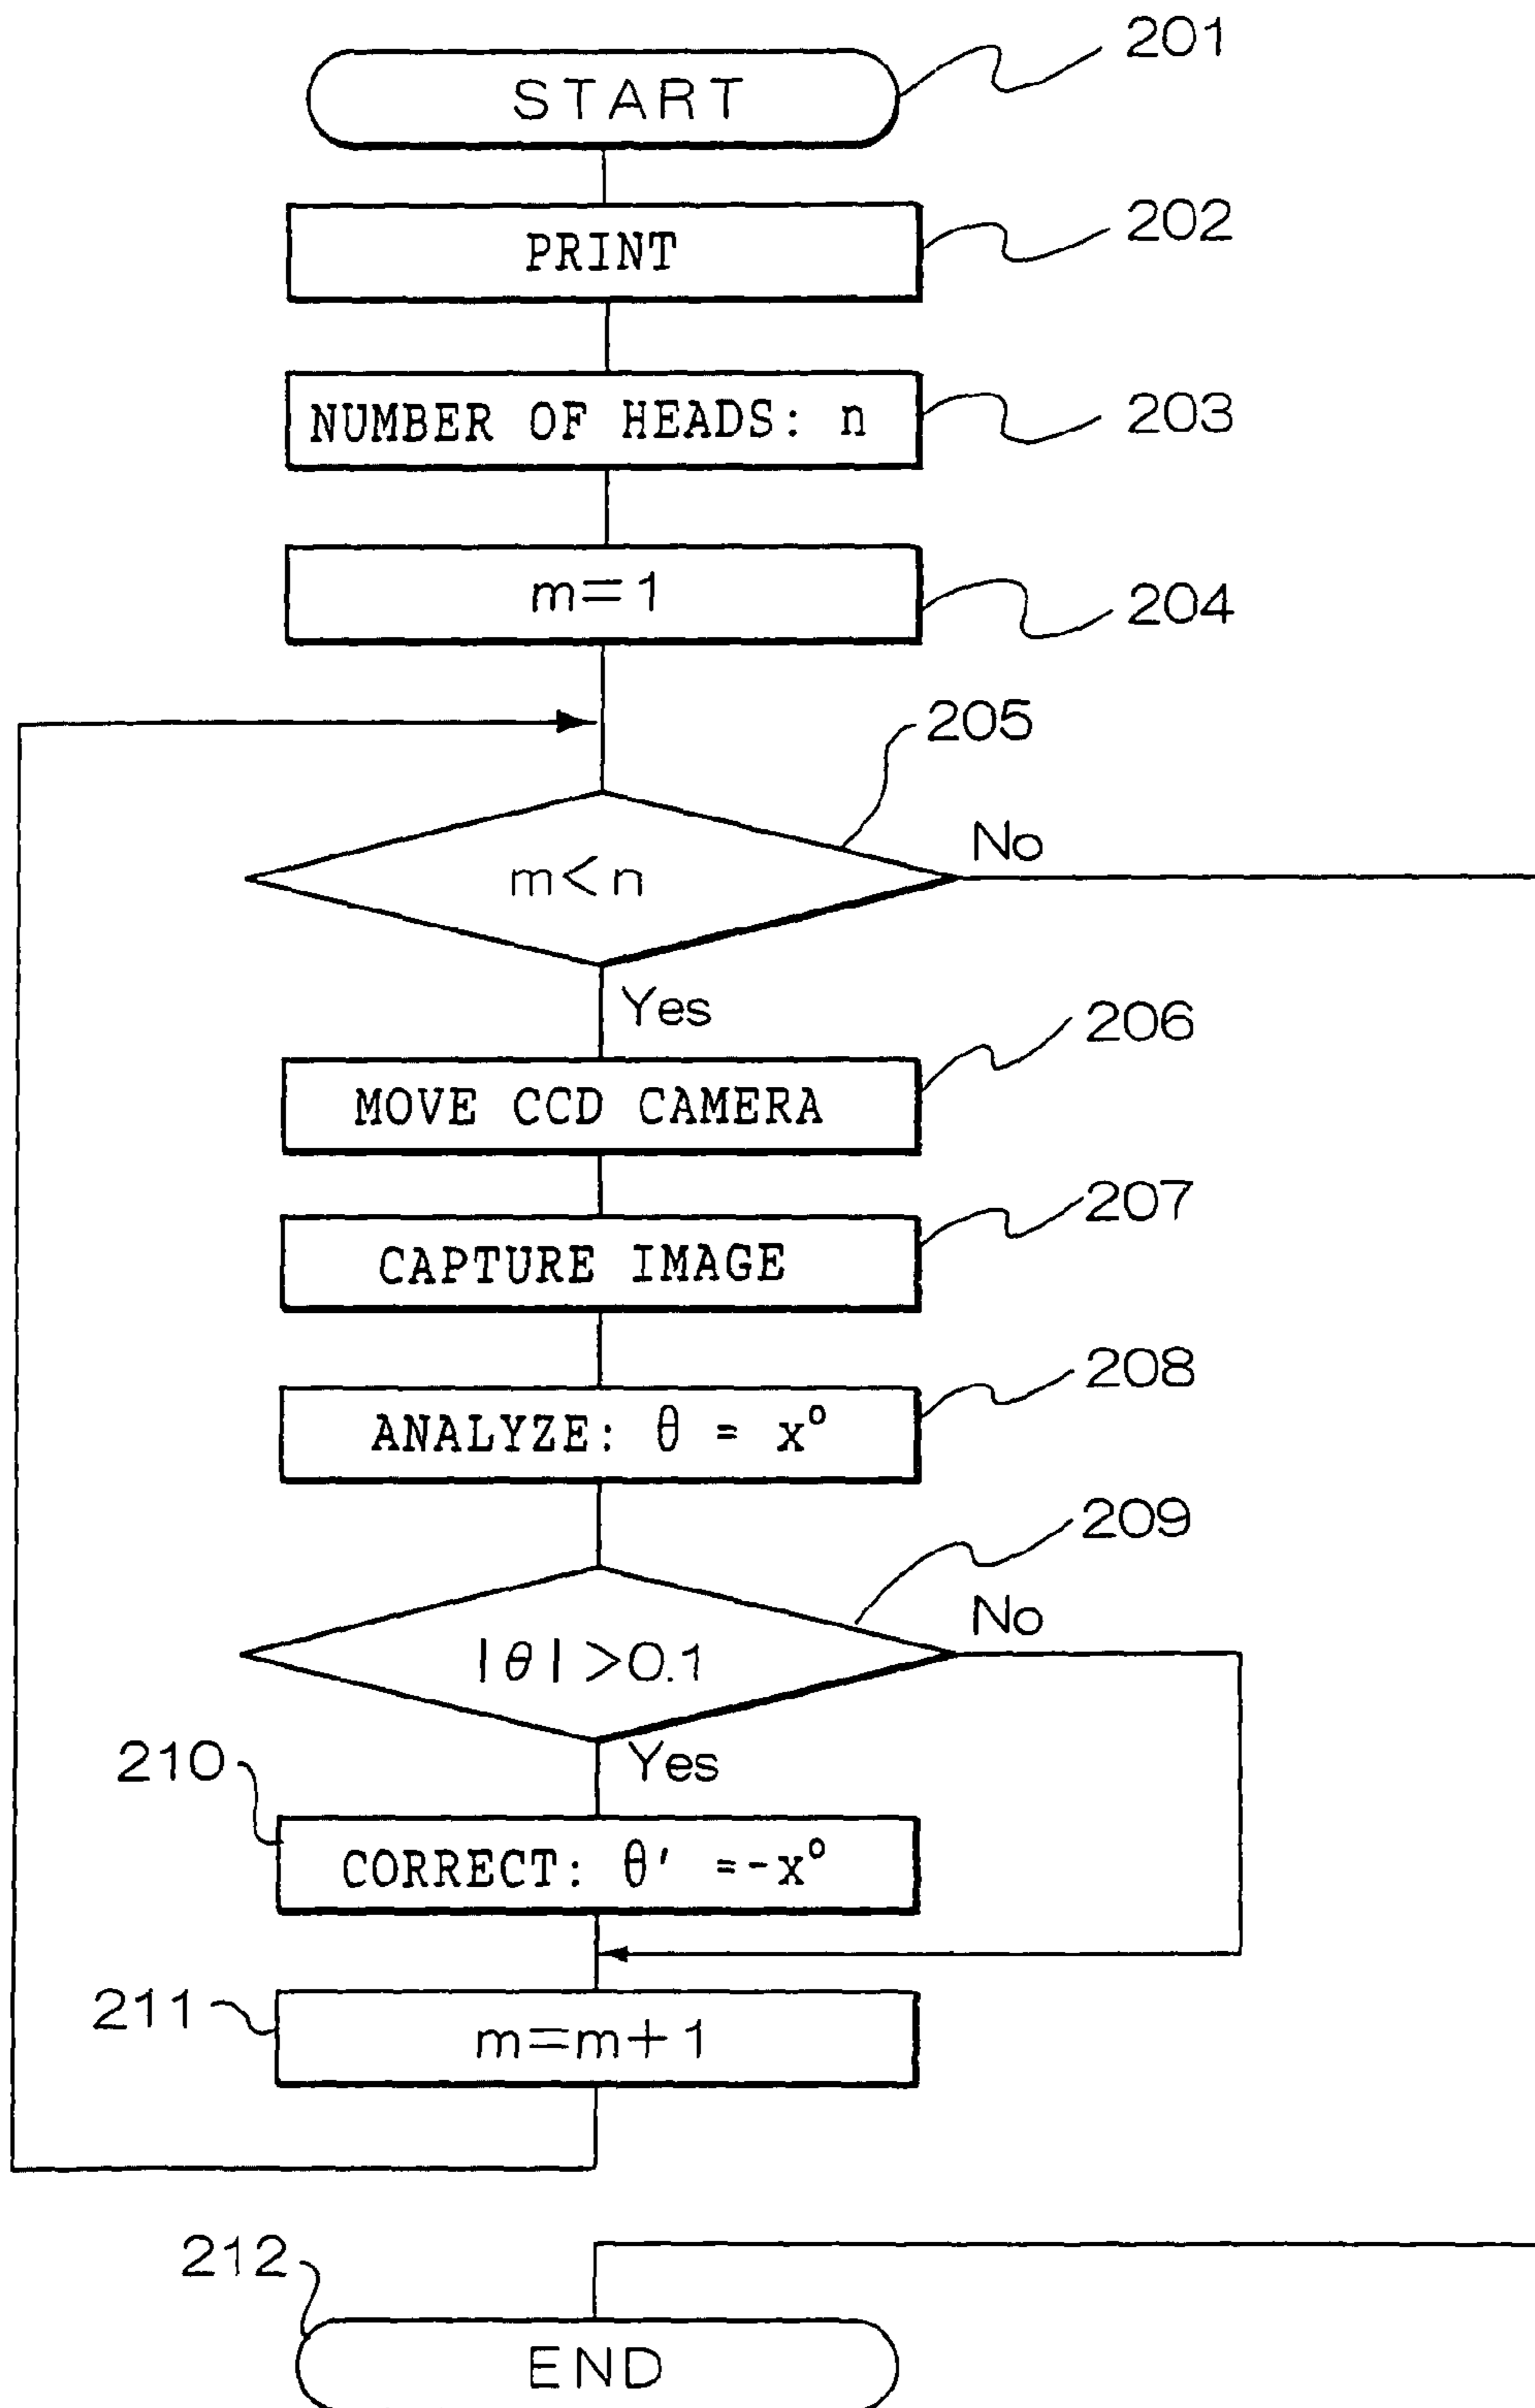 START
201
PRINT
202
NUMBER OF HEADS: n
203
m=1
204
205
m<n
No
Yes
206
MOVE CCD CAMERA
207
CAPTURE IMAGE
208
ANALYZE: θ = x°
209
|θ|>0.1
No
Yes
210
CORRECT: θ' =-x°
211
m=m+1
212
END